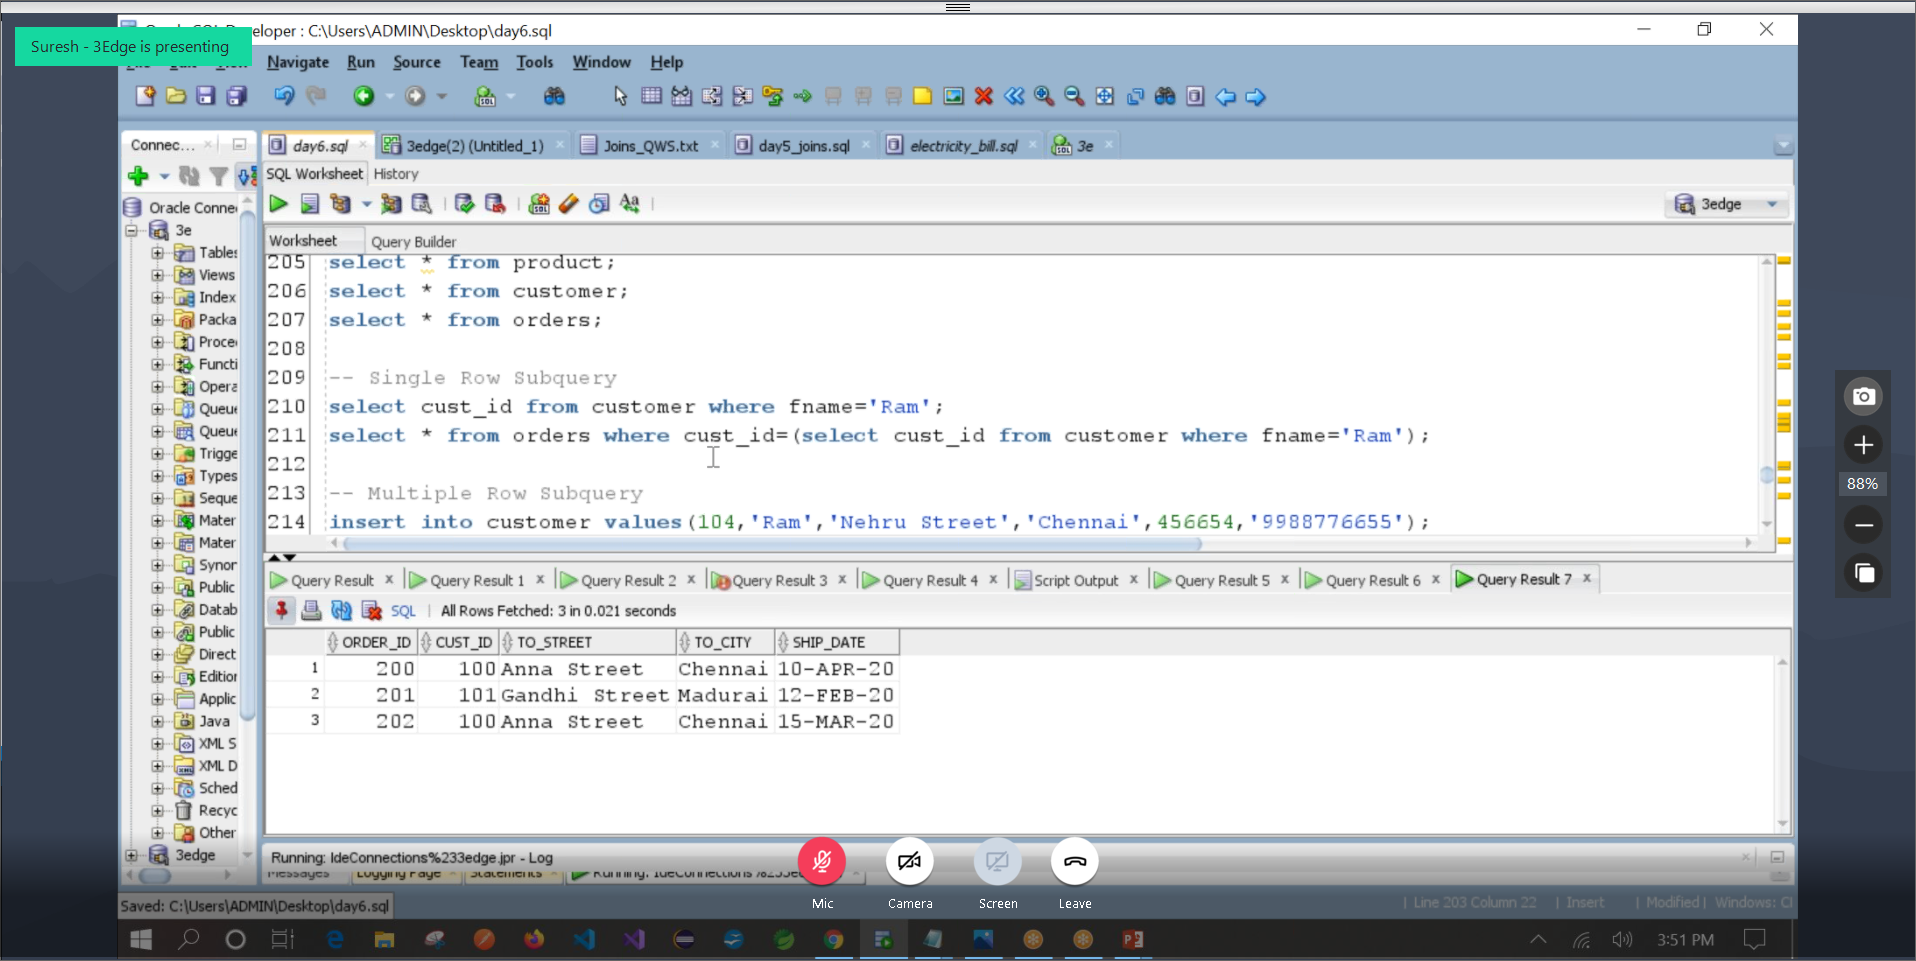 Suresh - 3Edge is presenting
eloper : C:\Users\ADMIN\Desktop\day6.sql
Navigate Run Source Team Tools Window Help
Connec...
day6.sql 3edge(2) (Untitled_1) Joins_QWS.txt day5_joins.sql electricity_bill.sql 3e
SQL Worksheet History
3edge
Worksheet Query Builder
205 select * from product;
206 select * from customer;
207 select * from orders;
208
209 -- Single Row Subquery
210 select cust_id from customer where fname='Ram';
211 select * from orders where cust_id=(select cust_id from customer where fname='Ram');
212
213 -- Multiple Row Subquery
214 insert into customer values(104,'Ram','Nehru Street','Chennai',456654,'9988776655');
Oracle Conne
3e
Tables
Views
Index
Packa
Proce
Functi
Opera
Queue
Queue
Trigge
Types
Seque
Mater
Mater
Synor
Public
Datab
Public
Direct
Edition
Applic
Java
XML S
XML D
Sched
Recyc
Other
3edge
Query Result Query Result 1 Query Result 2 Query Result 3 Query Result 4 Script Output Query Result 5 Query Result 6 Query Result 7
SQL All Rows Fetched: 3 in 0.021 seconds
ORDER_ID CUST_ID TO_STREET TO_CITY SHIP_DATE
1 200 100 Anna Street Chennai 10-APR-20
2 201 101 Gandhi Street Madurai 12-FEB-20
3 202 100 Anna Street Chennai 15-MAR-20
88%
Running: IdeConnections%233edge.jpr - Log
Messages Logging Page Statements
Mic Camera Screen Leave
Saved: C:\Users\ADMIN\Desktop\day6.sql
Line 203 Column 22 Insert Modified Windows: C
3:51 PM